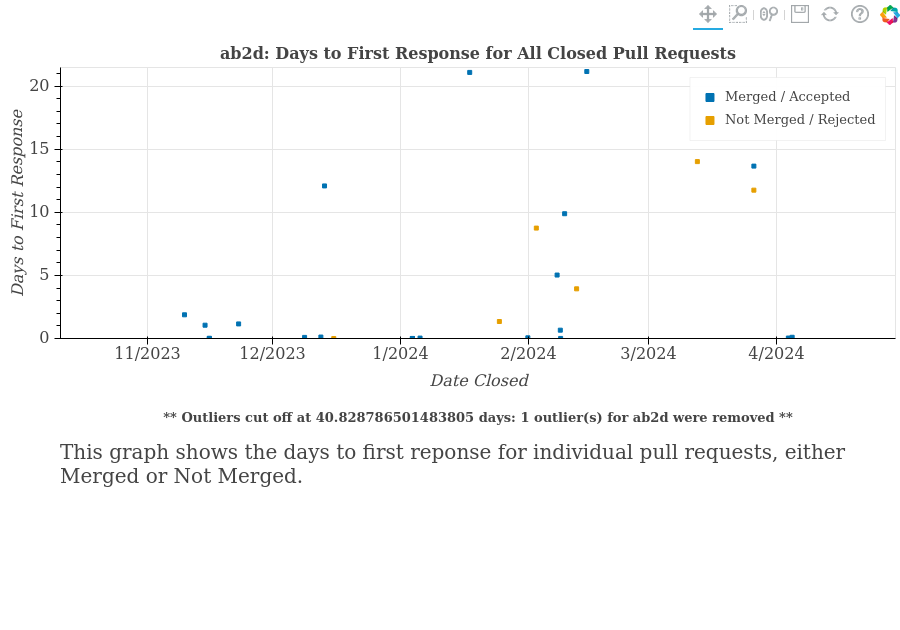 ab2d: Days to First Response for All Closed Pull Requests
Days to First Response
20
15
10
5
0
Merged / Accepted
Not Merged / Rejected
11/2023 12/2023 1/2024 2/2024 3/2024 4/2024
Date Closed
** Outliers cut off at 40.828786501483805 days: 1 outlier(s) for ab2d were removed **
This graph shows the days to first reponse for individual pull requests, either
Merged or Not Merged.